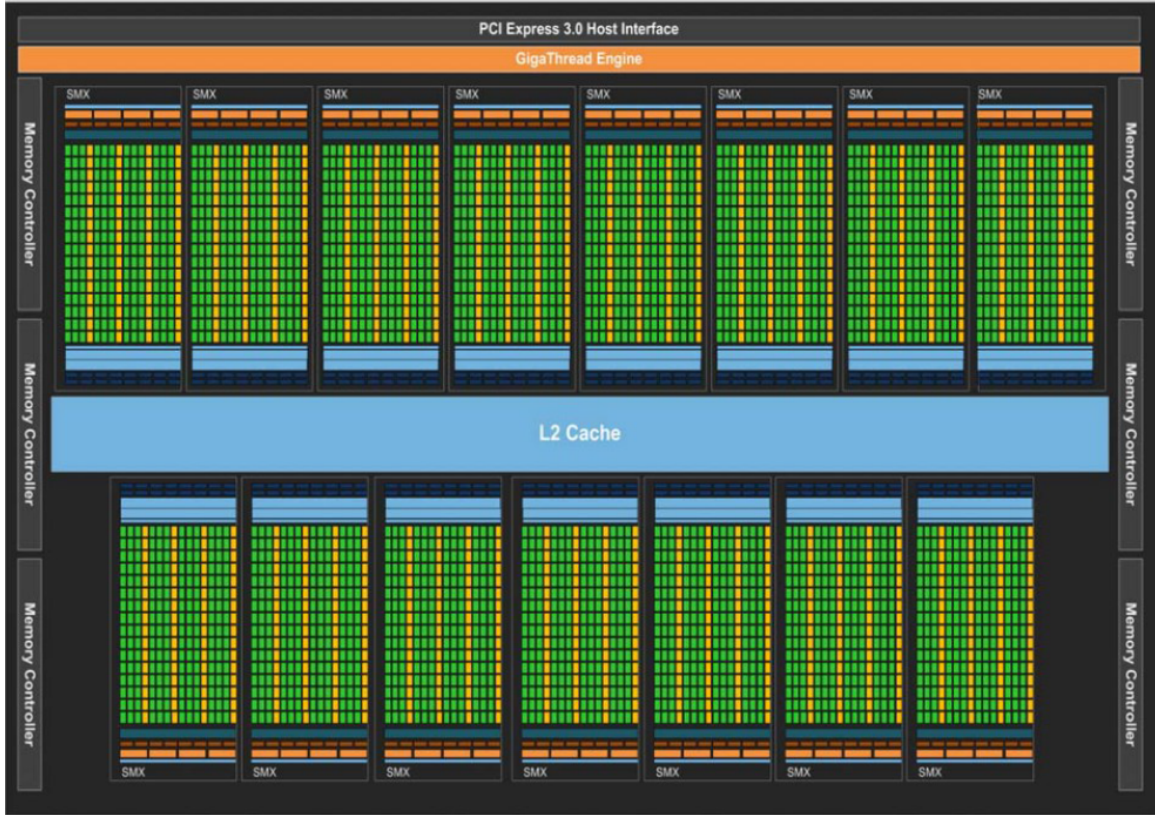 PCI Express 3.0 Host Interface
GigaThread Engine
SMX
SMX
SMX
SMX
SMX
SMX
SMX
SMX
Memory Controller
Memory Controller
Memory Controller
Memory Controller
L2 Cache
Memory Controller
Memory Controller
SMX
SMX
SMX
SMX
SMX
SMX
SMX